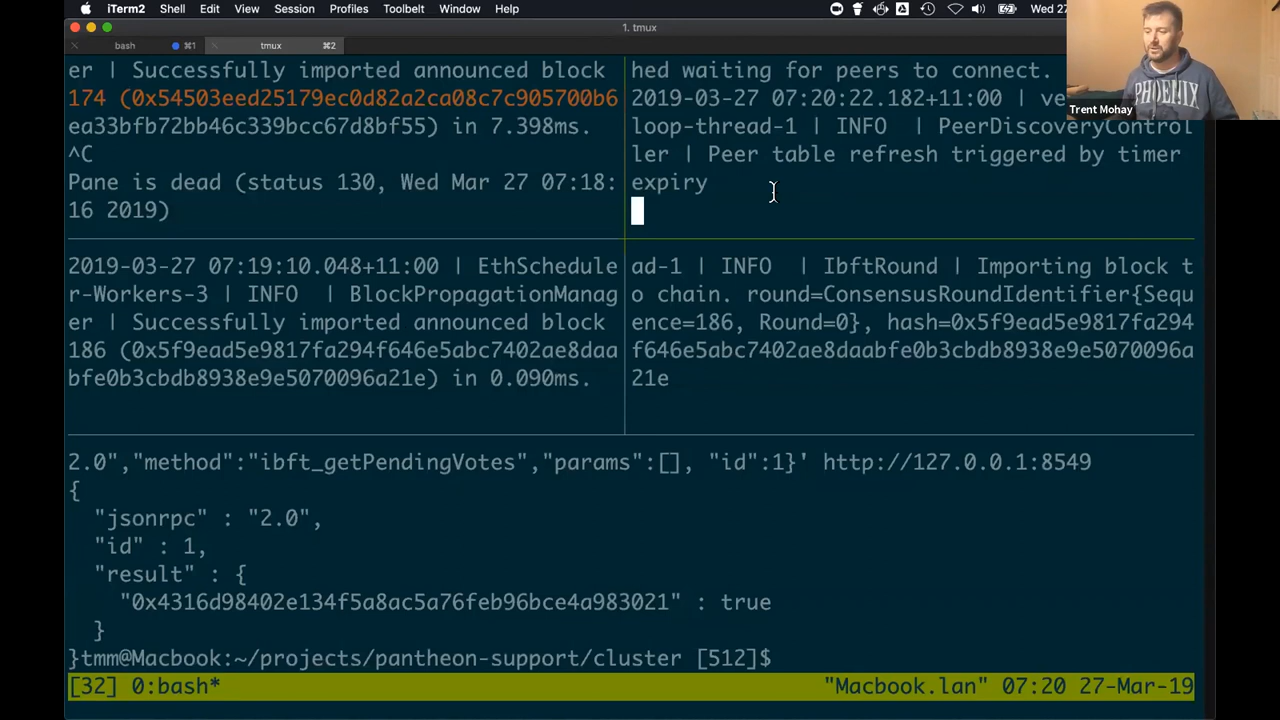 iTerm2 Shell Edit View Session Profiles Toolbelt Window Help Wed 27
1. tmux
bash ⌘1 tmux ⌘2
er | Successfully imported announced block
174 (0x54503eed25179ec0d82a2ca08c7c905700b6
ea33bfb72bb46c339bcc67d8bf55) in 7.398ms.
^C
Pane is dead (status 130, Wed Mar 27 07:18:
16 2019)
hed waiting for peers to connect.
2019-03-27 07:20:22.182+11:00 | ve
loop-thread-1 | INFO | PeerDiscoveryControl
ler | Peer table refresh triggered by timer
expiry
PHOENIX
Trent Mohay
2019-03-27 07:19:10.048+11:00 | EthSchedule
r-Workers-3 | INFO | BlockPropagationManag
er | Successfully imported announced block
186 (0x5f9ead5e9817fa294f646e5abc7402ae8daa
bfe0b3cbdb8938e9e5070096a21e) in 0.090ms.
ad-1 | INFO | IbftRound | Importing block t
o chain. round=ConsensusRoundIdentifier{Sequ
ence=186, Round=0}, hash=0x5f9ead5e9817fa294
f646e5abc7402ae8daabfe0b3cbdb8938e9e5070096a
21e
2.0","method":"ibft_getPendingVotes","params":[], "id":1}' http://127.0.0.1:8549
{
"jsonrpc" : "2.0",
"id" : 1,
"result" : {
"0x4316d98402e134f5a8ac5a76feb96bce4a983021" : true
}
}tmm@Macbook:~/projects/pantheon-support/cluster [512]$
[32] 0:bash* "Macbook.lan" 07:20 27-Mar-19